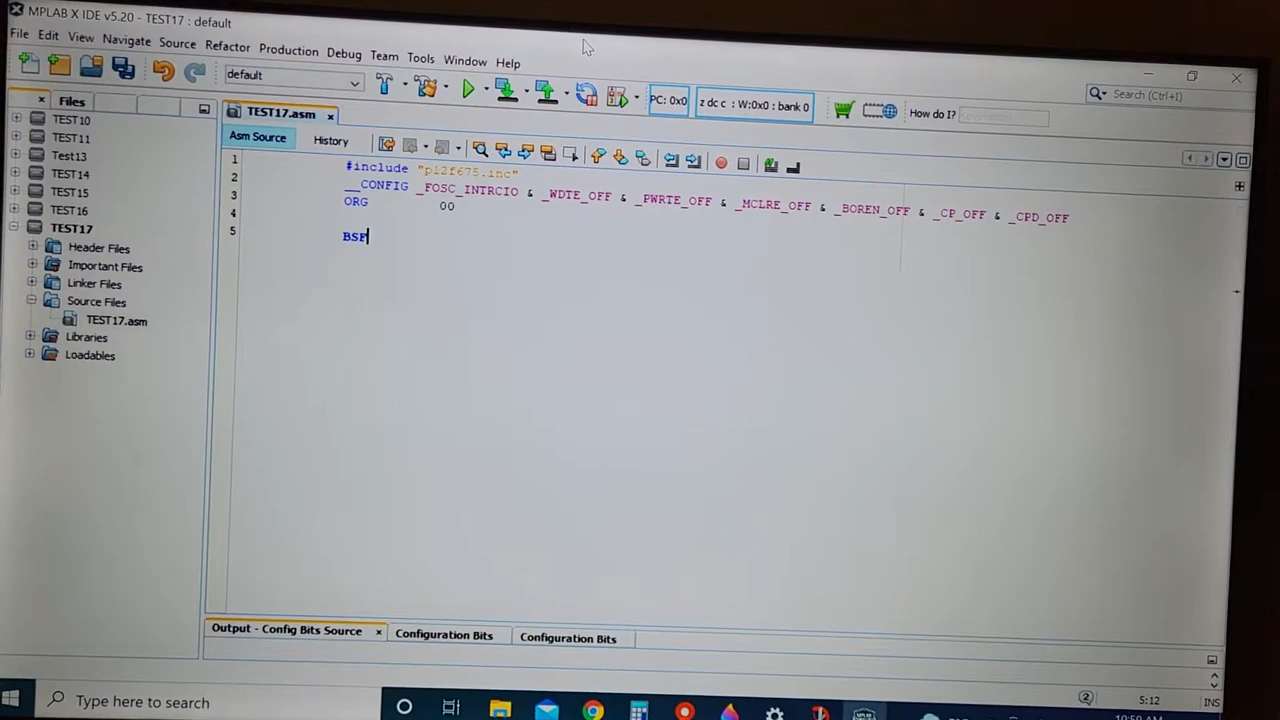 MPLAB X IDE v5.20 - TEST17 : default
File Edit View Navigate Source Refactor Production Debug Team Tools Window Help
default
PC: 0x0
z dc c : W:0x0 : bank 0
How do I?
Search (Ctrl+I)
Files
TEST17.asm
Asm Source
History
TEST10
TEST11
Test13
TEST14
TEST15
TEST16
TEST17
Header Files
Important Files
Linker Files
Source Files
TEST17.asm
Libraries
Loadables
1 #include "p12f675.inc"
2 __CONFIG _FOSC_INTRCIO & _WDTE_OFF & _PWRTE_OFF & _MCLRE_OFF & _BOREN_OFF & _CP_OFF & _CPD_OFF
3 ORG 00
4
5 BSF
Output - Config Bits Source
Configuration Bits
Configuration Bits
5:12
INS
Type here to search